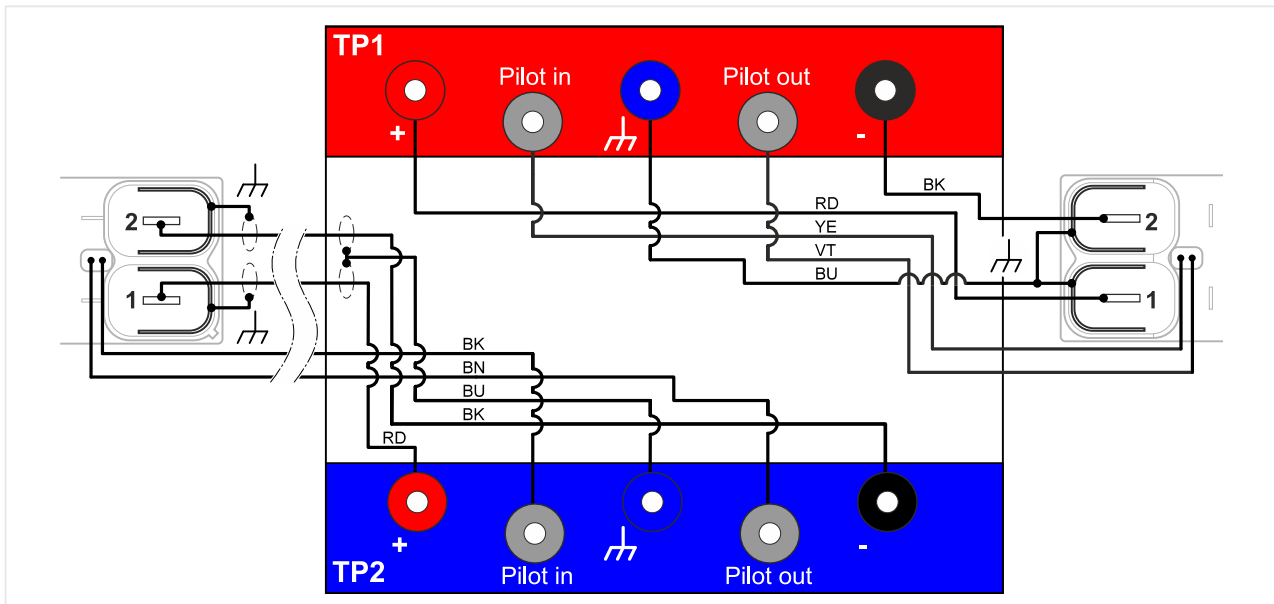 TP1
Pilot in
Pilot out
+
-
BK
RD
YE
VT
BU
2
1
2
1
BK
BN
BU
BK
RD
+
-
Pilot in
Pilot out
TP2